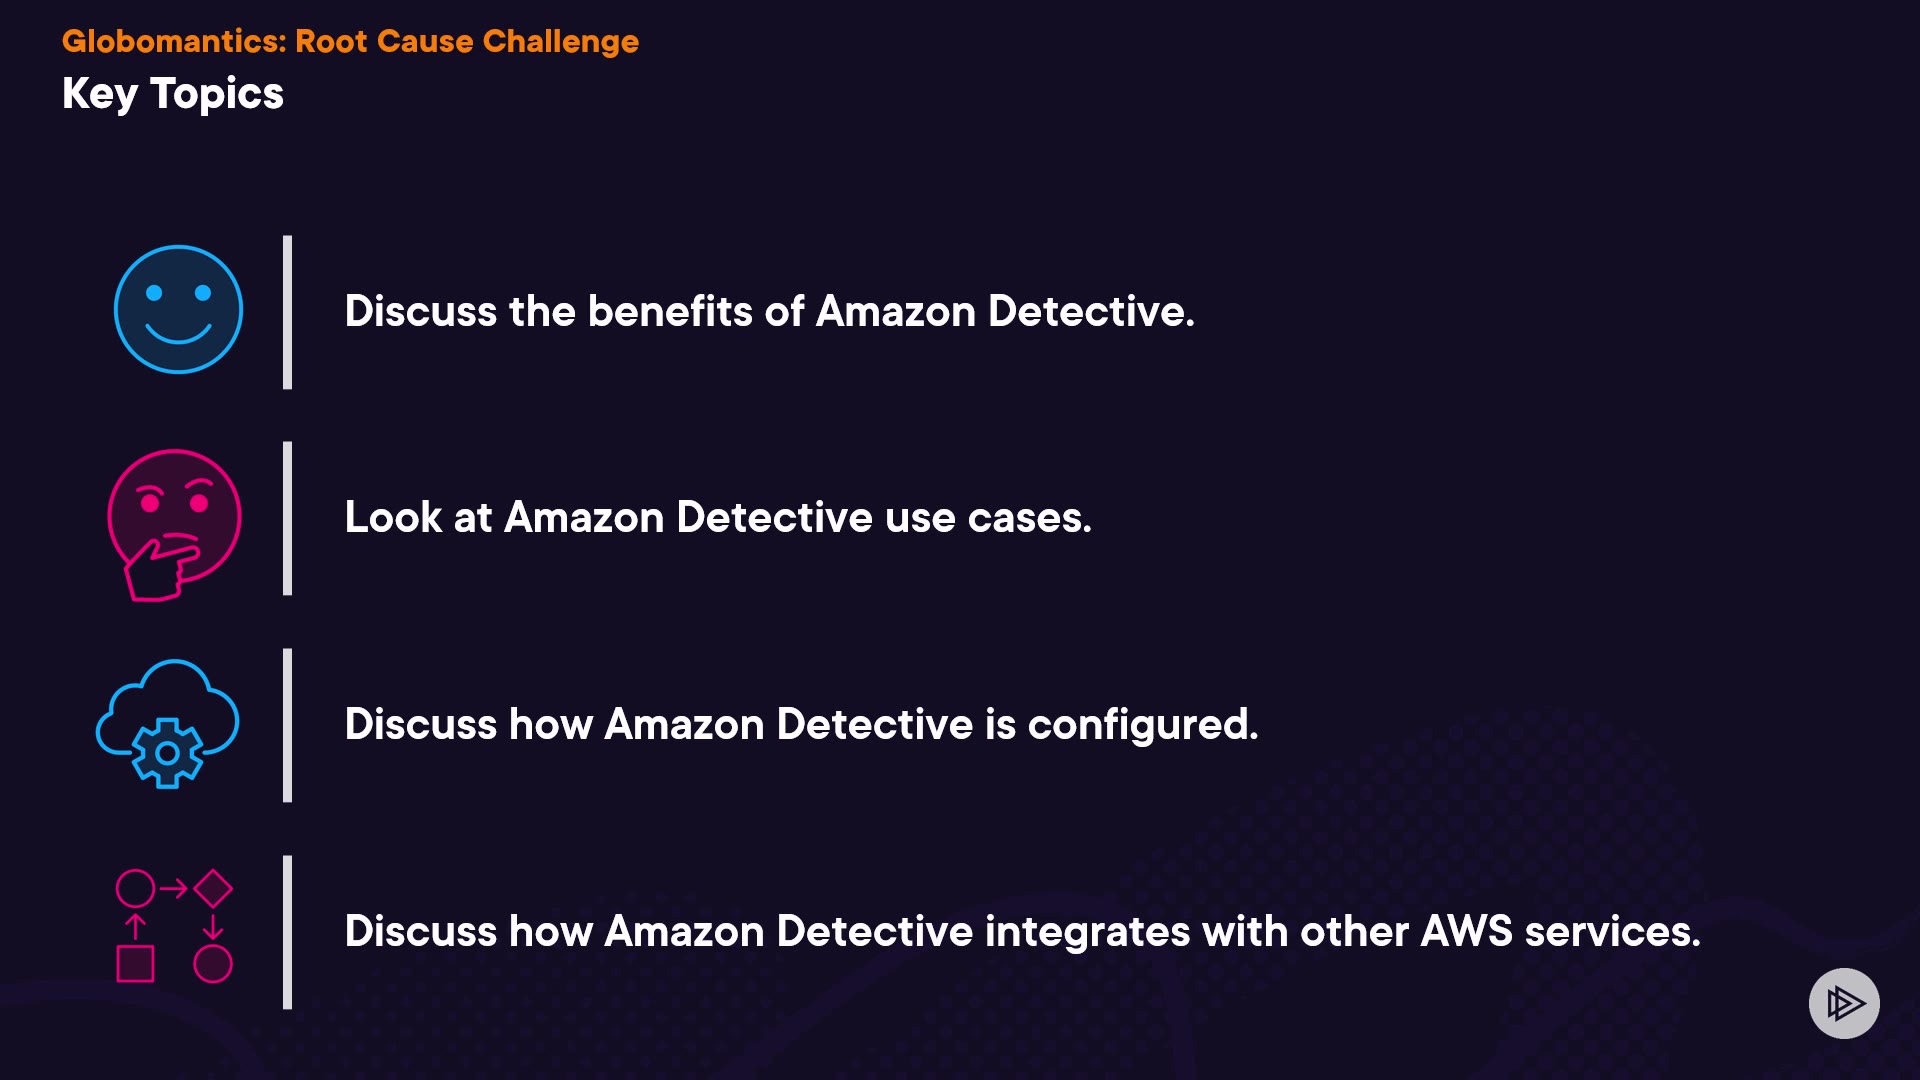 Globomantics: Root Cause Challenge
Key Topics
Discuss the benefits of Amazon Detective.
Look at Amazon Detective use cases.
Discuss how Amazon Detective is configured.
Discuss how Amazon Detective integrates with other AWS services.